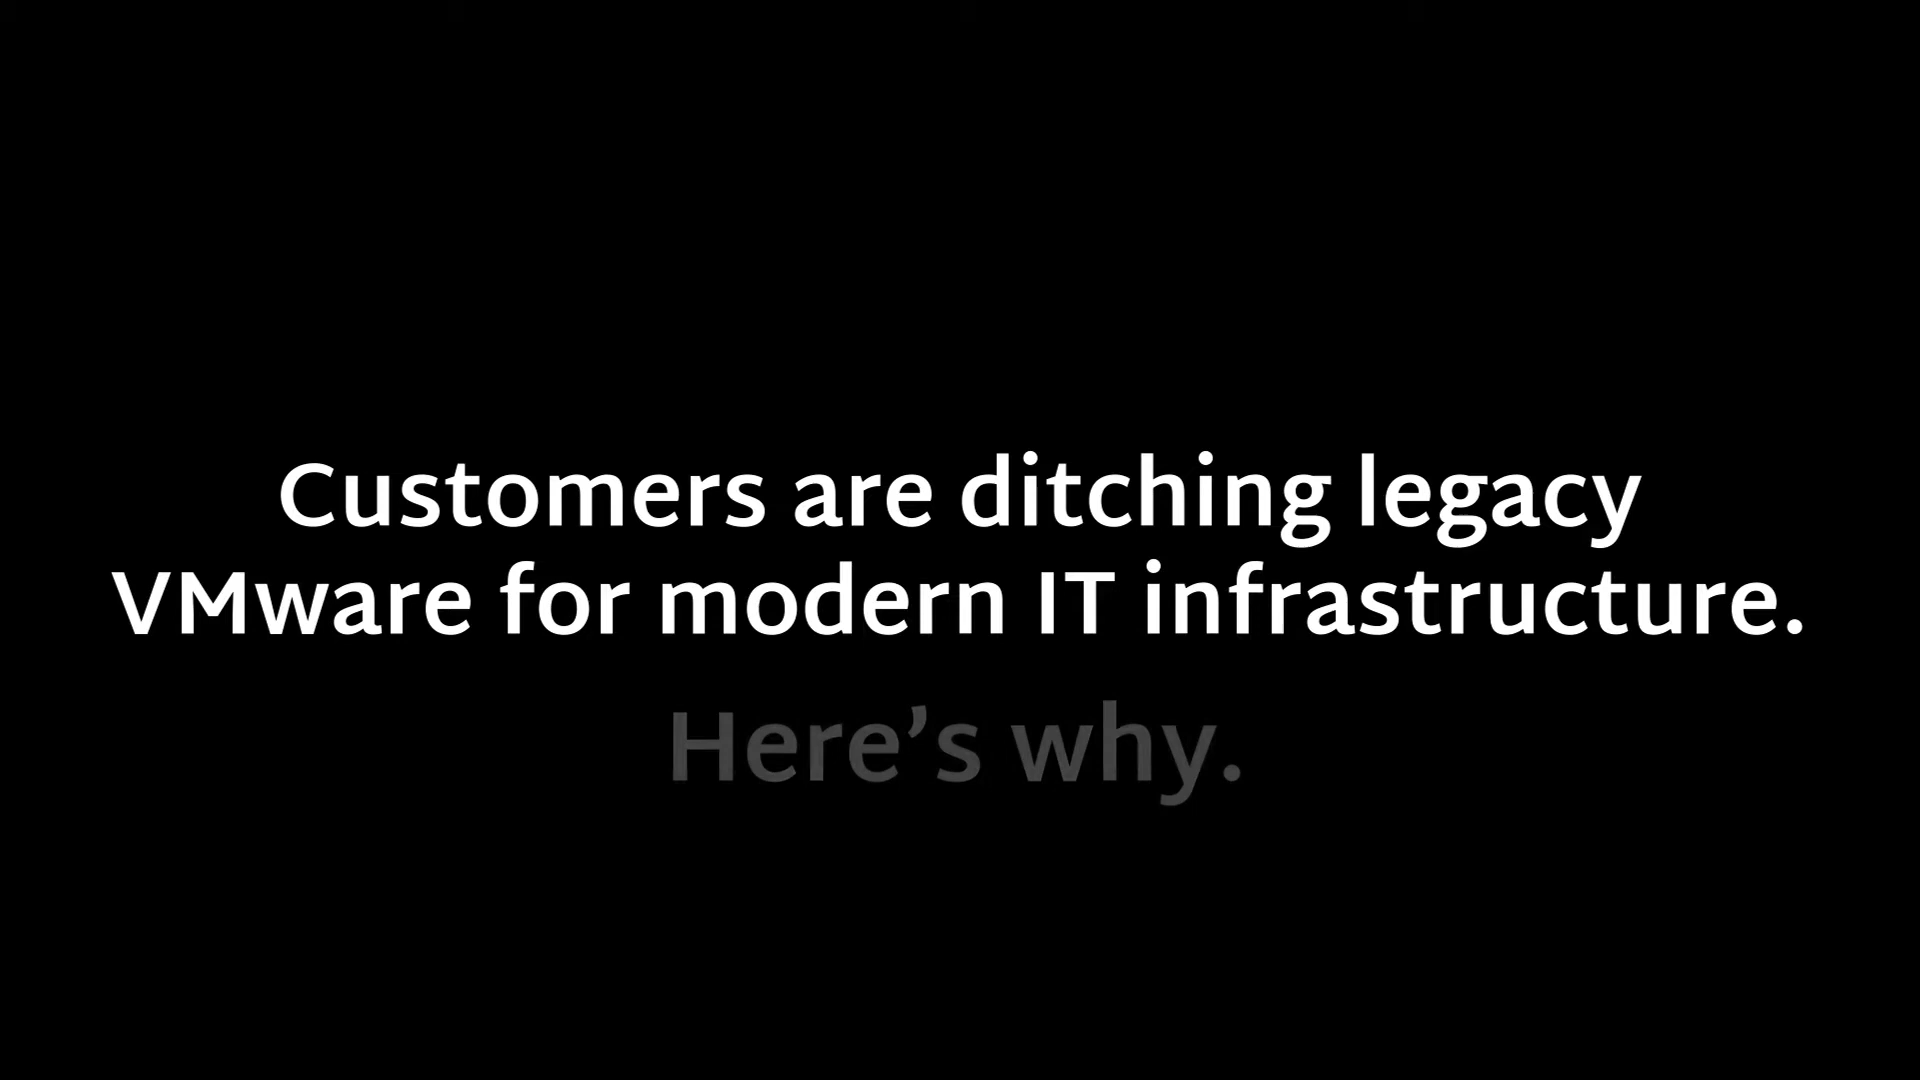 Customers are ditching legacy
VMware for modern IT infrastructure.
Here’s why.